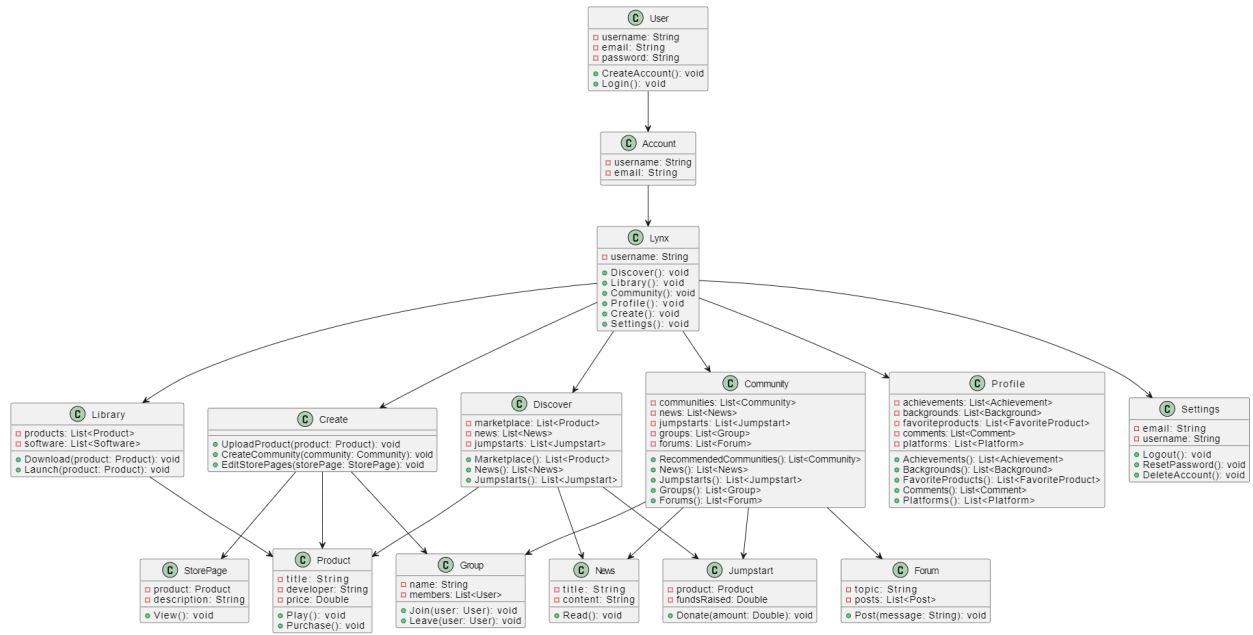 C User
username: String
email: String
password: String
CreateAccount(): void
Login(): void
C Account
username: String
email: String
C Lynx
username: String
Discover(): void
Library(): void
Community(): void
Profile(): void
Create(): void
Settings(): void
C Library
products: List<Product>
software: List<Software>
Download(product: Product): void
Launch(product: Product): void
C Create
UploadProduct(product: Product): void
CreateCommunity(community: Community): void
EditStorePages(storePage: StorePage): void
C Discover
marketplace: List<Product>
news: List<News>
jumpstarts: List<Jumpstart>
Marketplace(): List<Product>
News(): List<News>
Jumpstarts(): List<Jumpstart>
C Community
communities: List<Community>
news: List<News>
jumpstarts: List<Jumpstart>
groups: List<Group>
forums: List<Forum>
RecommendedCommunities(): List<Community>
News(): List<News>
Jumpstarts(): List<Jumpstart>
Groups(): List<Group>
Forums(): List<Forum>
C Profile
achievements: List<Achievement>
backgrounds: List<Background>
favoriteproducts: List<FavoriteProduct>
comments: List<Comment>
platforms: List<Platform>
Achievements(): List<Achievement>
Backgrounds(): List<Background>
FavoriteProducts(): List<FavoriteProduct>
Comments(): List<Comment>
Platforms(): List<Platform>
C Settings
email: String
username: String
Logout(): void
ResetPassword(): void
DeleteAccount(): void
C StorePage
product: Product
description: String
View(): void
C Product
title: String
developer: String
price: Double
Play(): void
Purchase(): void
C Group
name: String
members: List<User>
Join(user: User): void
Leave(user: User): void
C News
title: String
content: String
Read(): void
C Jumpstart
product: Product
fundsRaised: Double
Donate(amount: Double): void
C Forum
topic: String
posts: List<Post>
Post(message: String): void